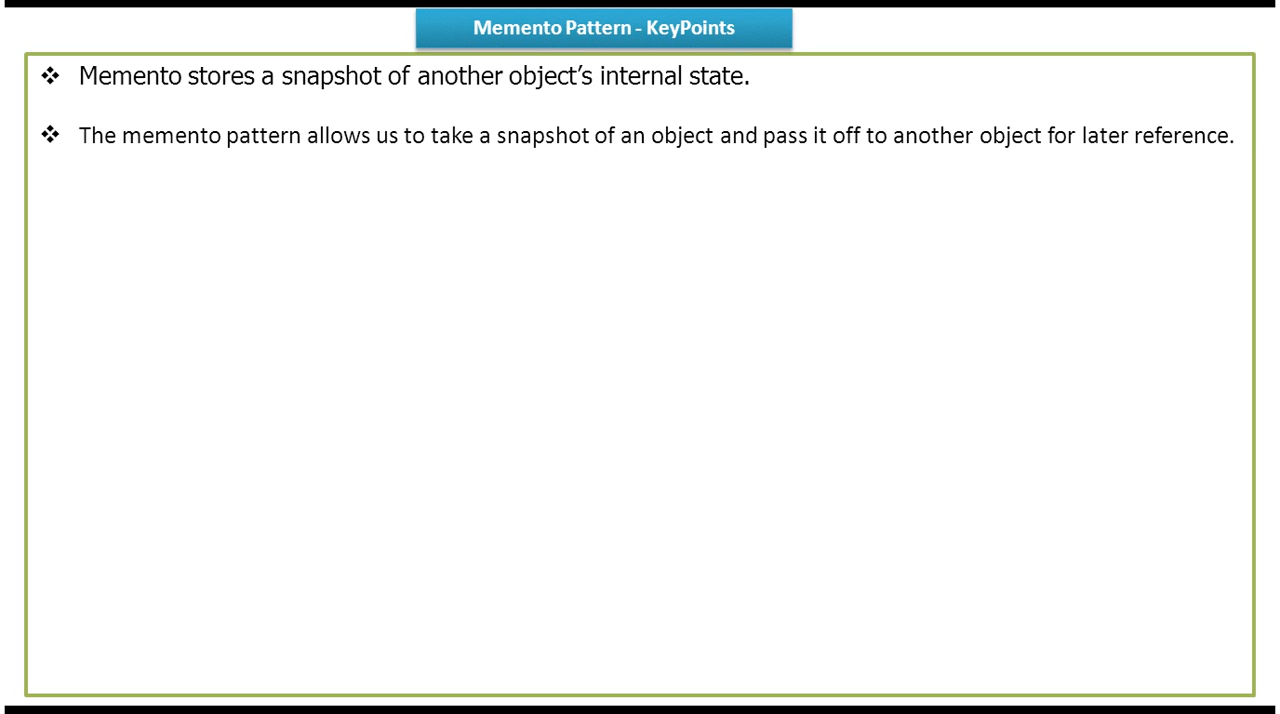 Memento Pattern - KeyPoints
❖ Memento stores a snapshot of another object’s internal state.
❖ The memento pattern allows us to take a snapshot of an object and pass it off to another object for later reference.